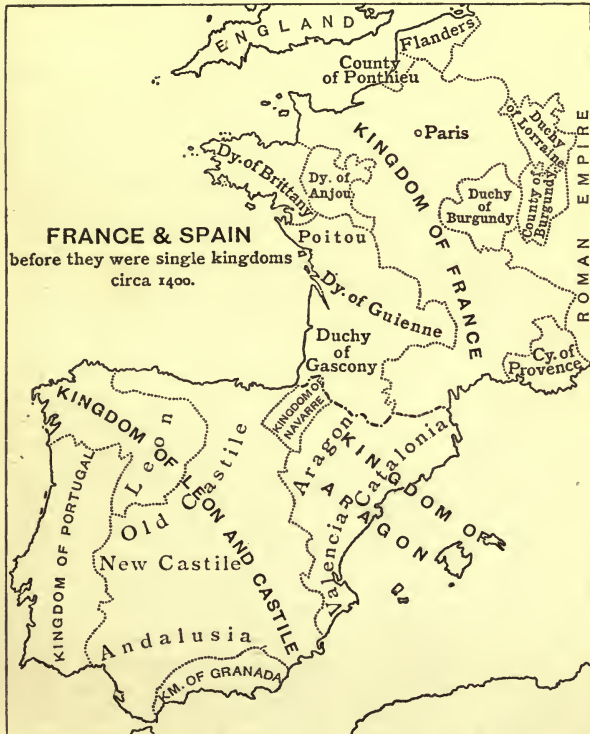 ENGLAND
Flanders
County
of Ponthieu
Paris
Duchy
of Lorraine
County of
Burgundy
Duchy
of
Burgundy
ROMAN EMPIRE
KINGDOM OF FRANCE
Dy. of Brittany
Dy. of
Anjou
FRANCE & SPAIN
before they were single kingdoms
circa 1400.
Poitou
Dy. of Guienne
Duchy
of
Gascony
Cy. of
Provence
KINGDOM OF
NAVARRE
KINGDOM OF LEON AND CASTILE
Leon
Old Castile
New Castile
Andalusia
KINGDOM OF PORTUGAL
KM. OF GRANADA
Aragon
Catalonia
Valencia
KINGDOM OF
ARAGON